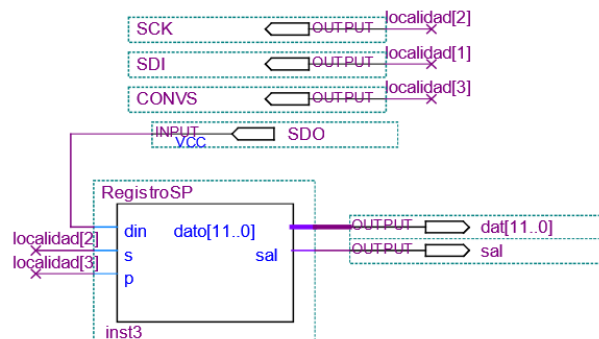 SCK OUTPUT localidad[2]
SDI OUTPUT localidad[1]
CONVS OUTPUT localidad[3]
INPUT VCC SDO
RegistroSP
din dato[11..0] OUTPUT dat[11..0]
localidad[2] s sal OUTPUT sal
localidad[3] p
inst3